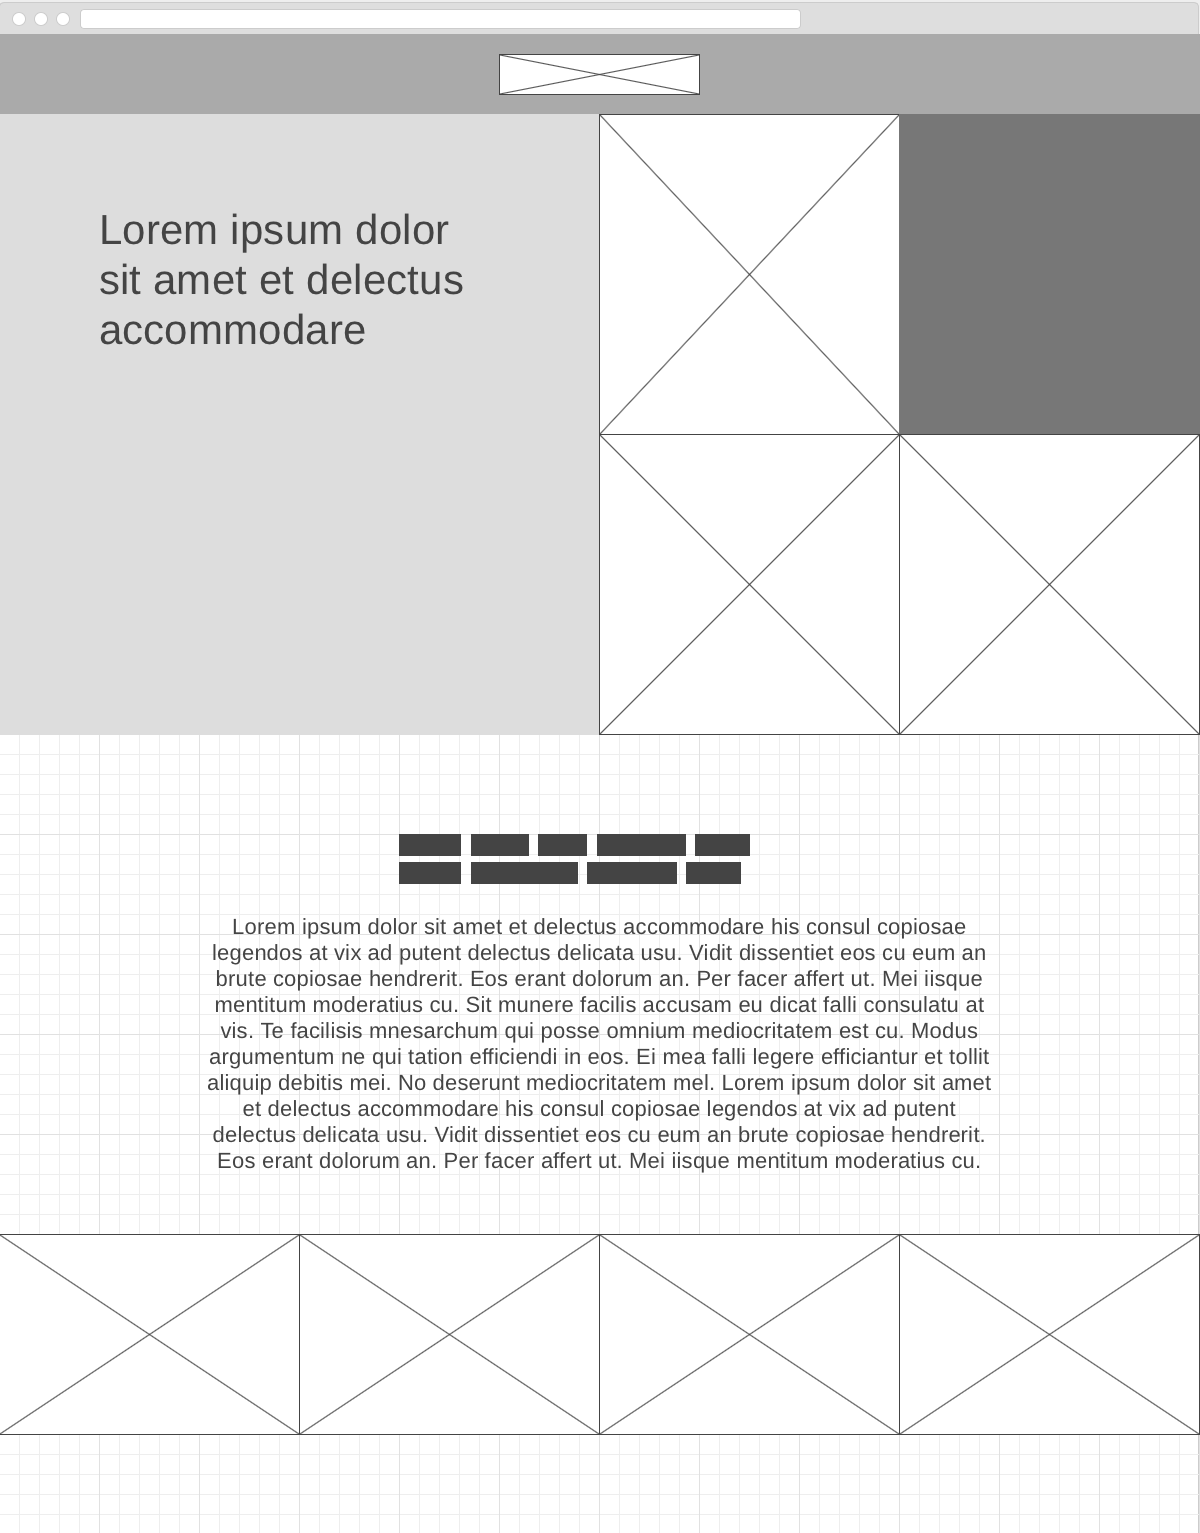 Lorem ipsum dolor
sit amet et delectus
accommodare
Lorem ipsum dolor sit amet et delectus accommodare his consul copiosae
legendos at vix ad putent delectus delicata usu. Vidit dissentiet eos cu eum an
brute copiosae hendrerit. Eos erant dolorum an. Per facer affert ut. Mei iisque
mentitum moderatius cu. Sit munere facilis accusam eu dicat falli consulatu at
vis. Te facilisis mnesarchum qui posse omnium mediocritatem est cu. Modus
argumentum ne qui tation efficiendi in eos. Ei mea falli legere efficiantur et tollit
aliquip debitis mei. No deserunt mediocritatem mel. Lorem ipsum dolor sit amet
et delectus accommodare his consul copiosae legendos at vix ad putent
delectus delicata usu. Vidit dissentiet eos cu eum an brute copiosae hendrerit.
Eos erant dolorum an. Per facer affert ut. Mei iisque mentitum moderatius cu.